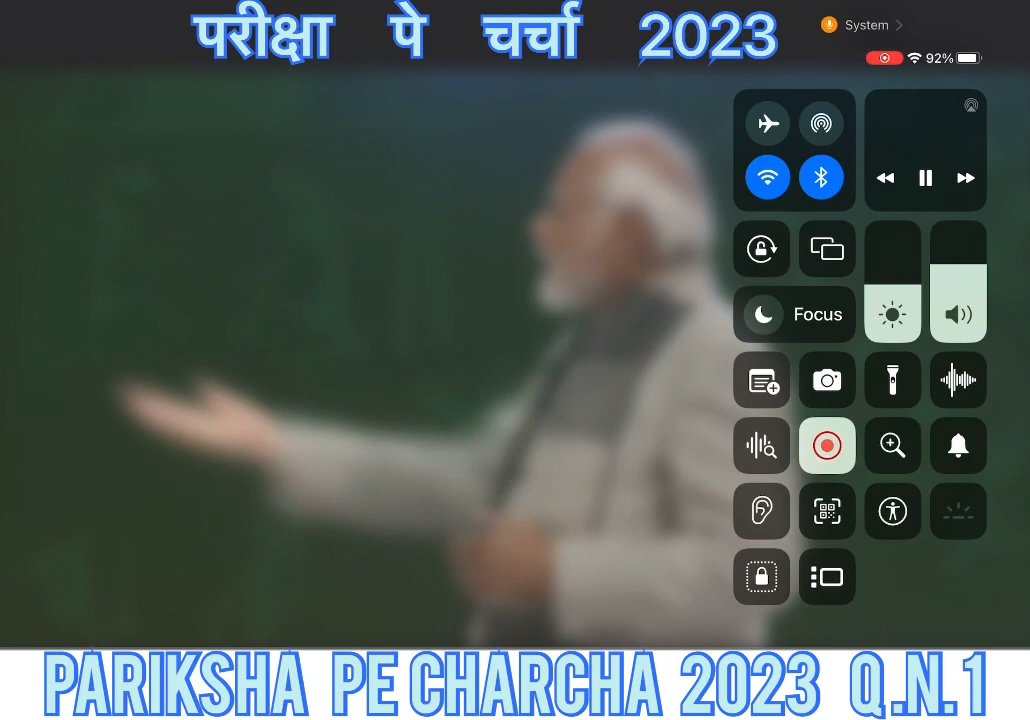 परीक्षा पे चर्चा 2023
System
92%
Focus
PARIKSHA PE CHARCHA 2023 Q.N.1